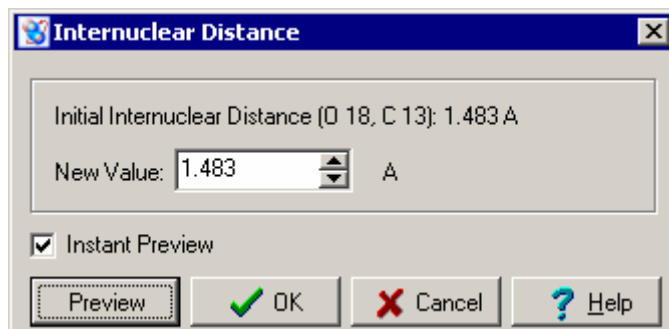 Internuclear Distance
Initial Internuclear Distance (O 18, C 13): 1.483 A
New Value: 1.483 A
Instant Preview
Preview OK Cancel Help